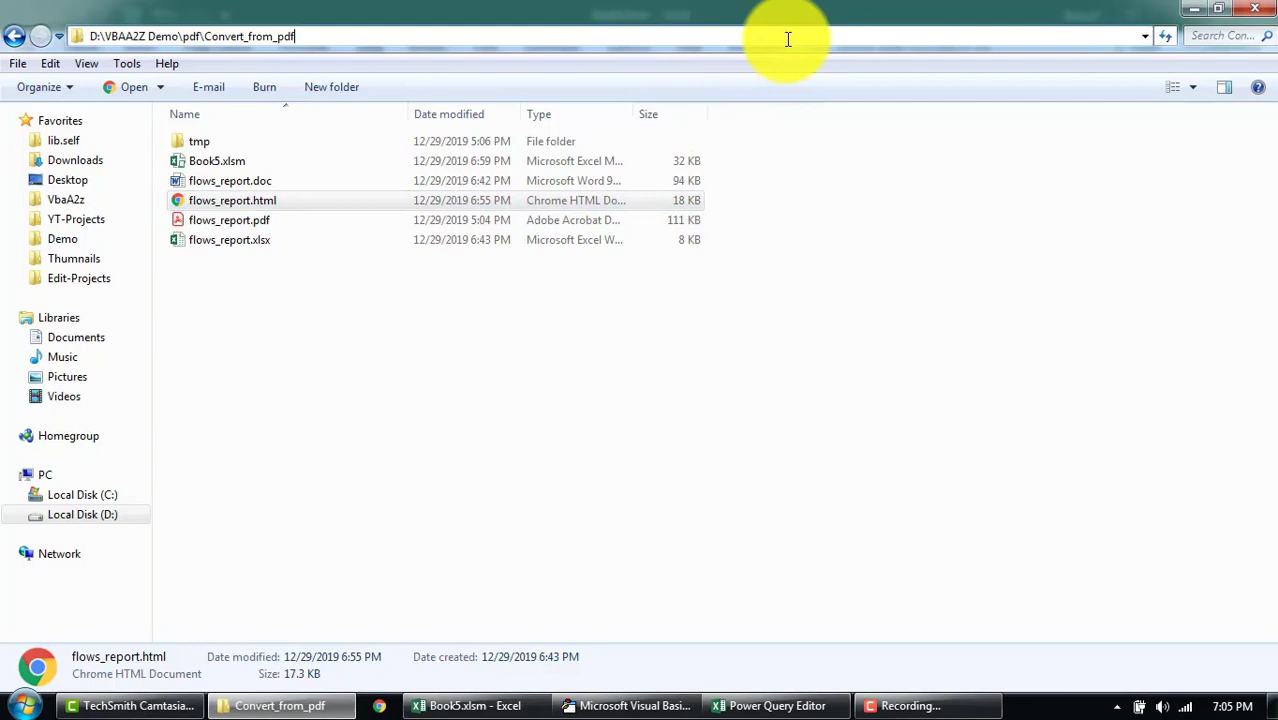 D:\VBAA2Z Demo\pdf\Convert_from_pdf
Search Con...
File Edit View Tools Help
Organize Open E-mail Burn New folder
Name Date modified Type Size
Favorites
lib.self
Downloads
Desktop
VbaA2z
YT-Projects
Demo
Thumnails
Edit-Projects
Libraries
Documents
Music
Pictures
Videos
Homegroup
PC
Local Disk (C:)
Local Disk (D:)
Network
tmp 12/29/2019 5:06 PM File folder
Book5.xlsm 12/29/2019 6:59 PM Microsoft Excel M... 32 KB
flows_report.doc 12/29/2019 6:42 PM Microsoft Word 9... 94 KB
flows_report.html 12/29/2019 6:55 PM Chrome HTML Do... 18 KB
flows_report.pdf 12/29/2019 5:04 PM Adobe Acrobat D... 111 KB
flows_report.xlsx 12/29/2019 6:43 PM Microsoft Excel W... 8 KB
flows_report.html Date modified: 12/29/2019 6:55 PM Date created: 12/29/2019 6:43 PM
Chrome HTML Document Size: 17.3 KB
TechSmith Camtasia... Convert_from_pdf Book5.xlsm - Excel Microsoft Visual Basi... Power Query Editor Recording... 7:05 PM